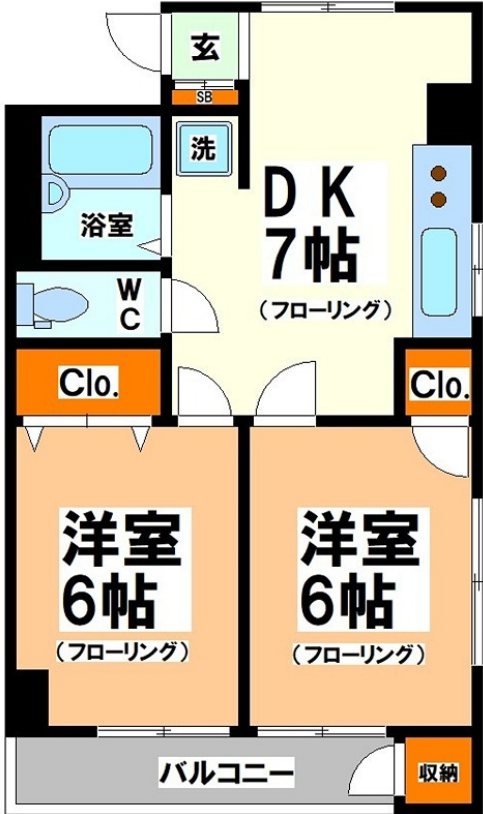 玄
SB
洗
DK
7帖
(フローリング)
浴室
WC
Clo.
Clo.
洋室
6帖
(フローリング)
洋室
6帖
(フローリング)
バルコニー
収納